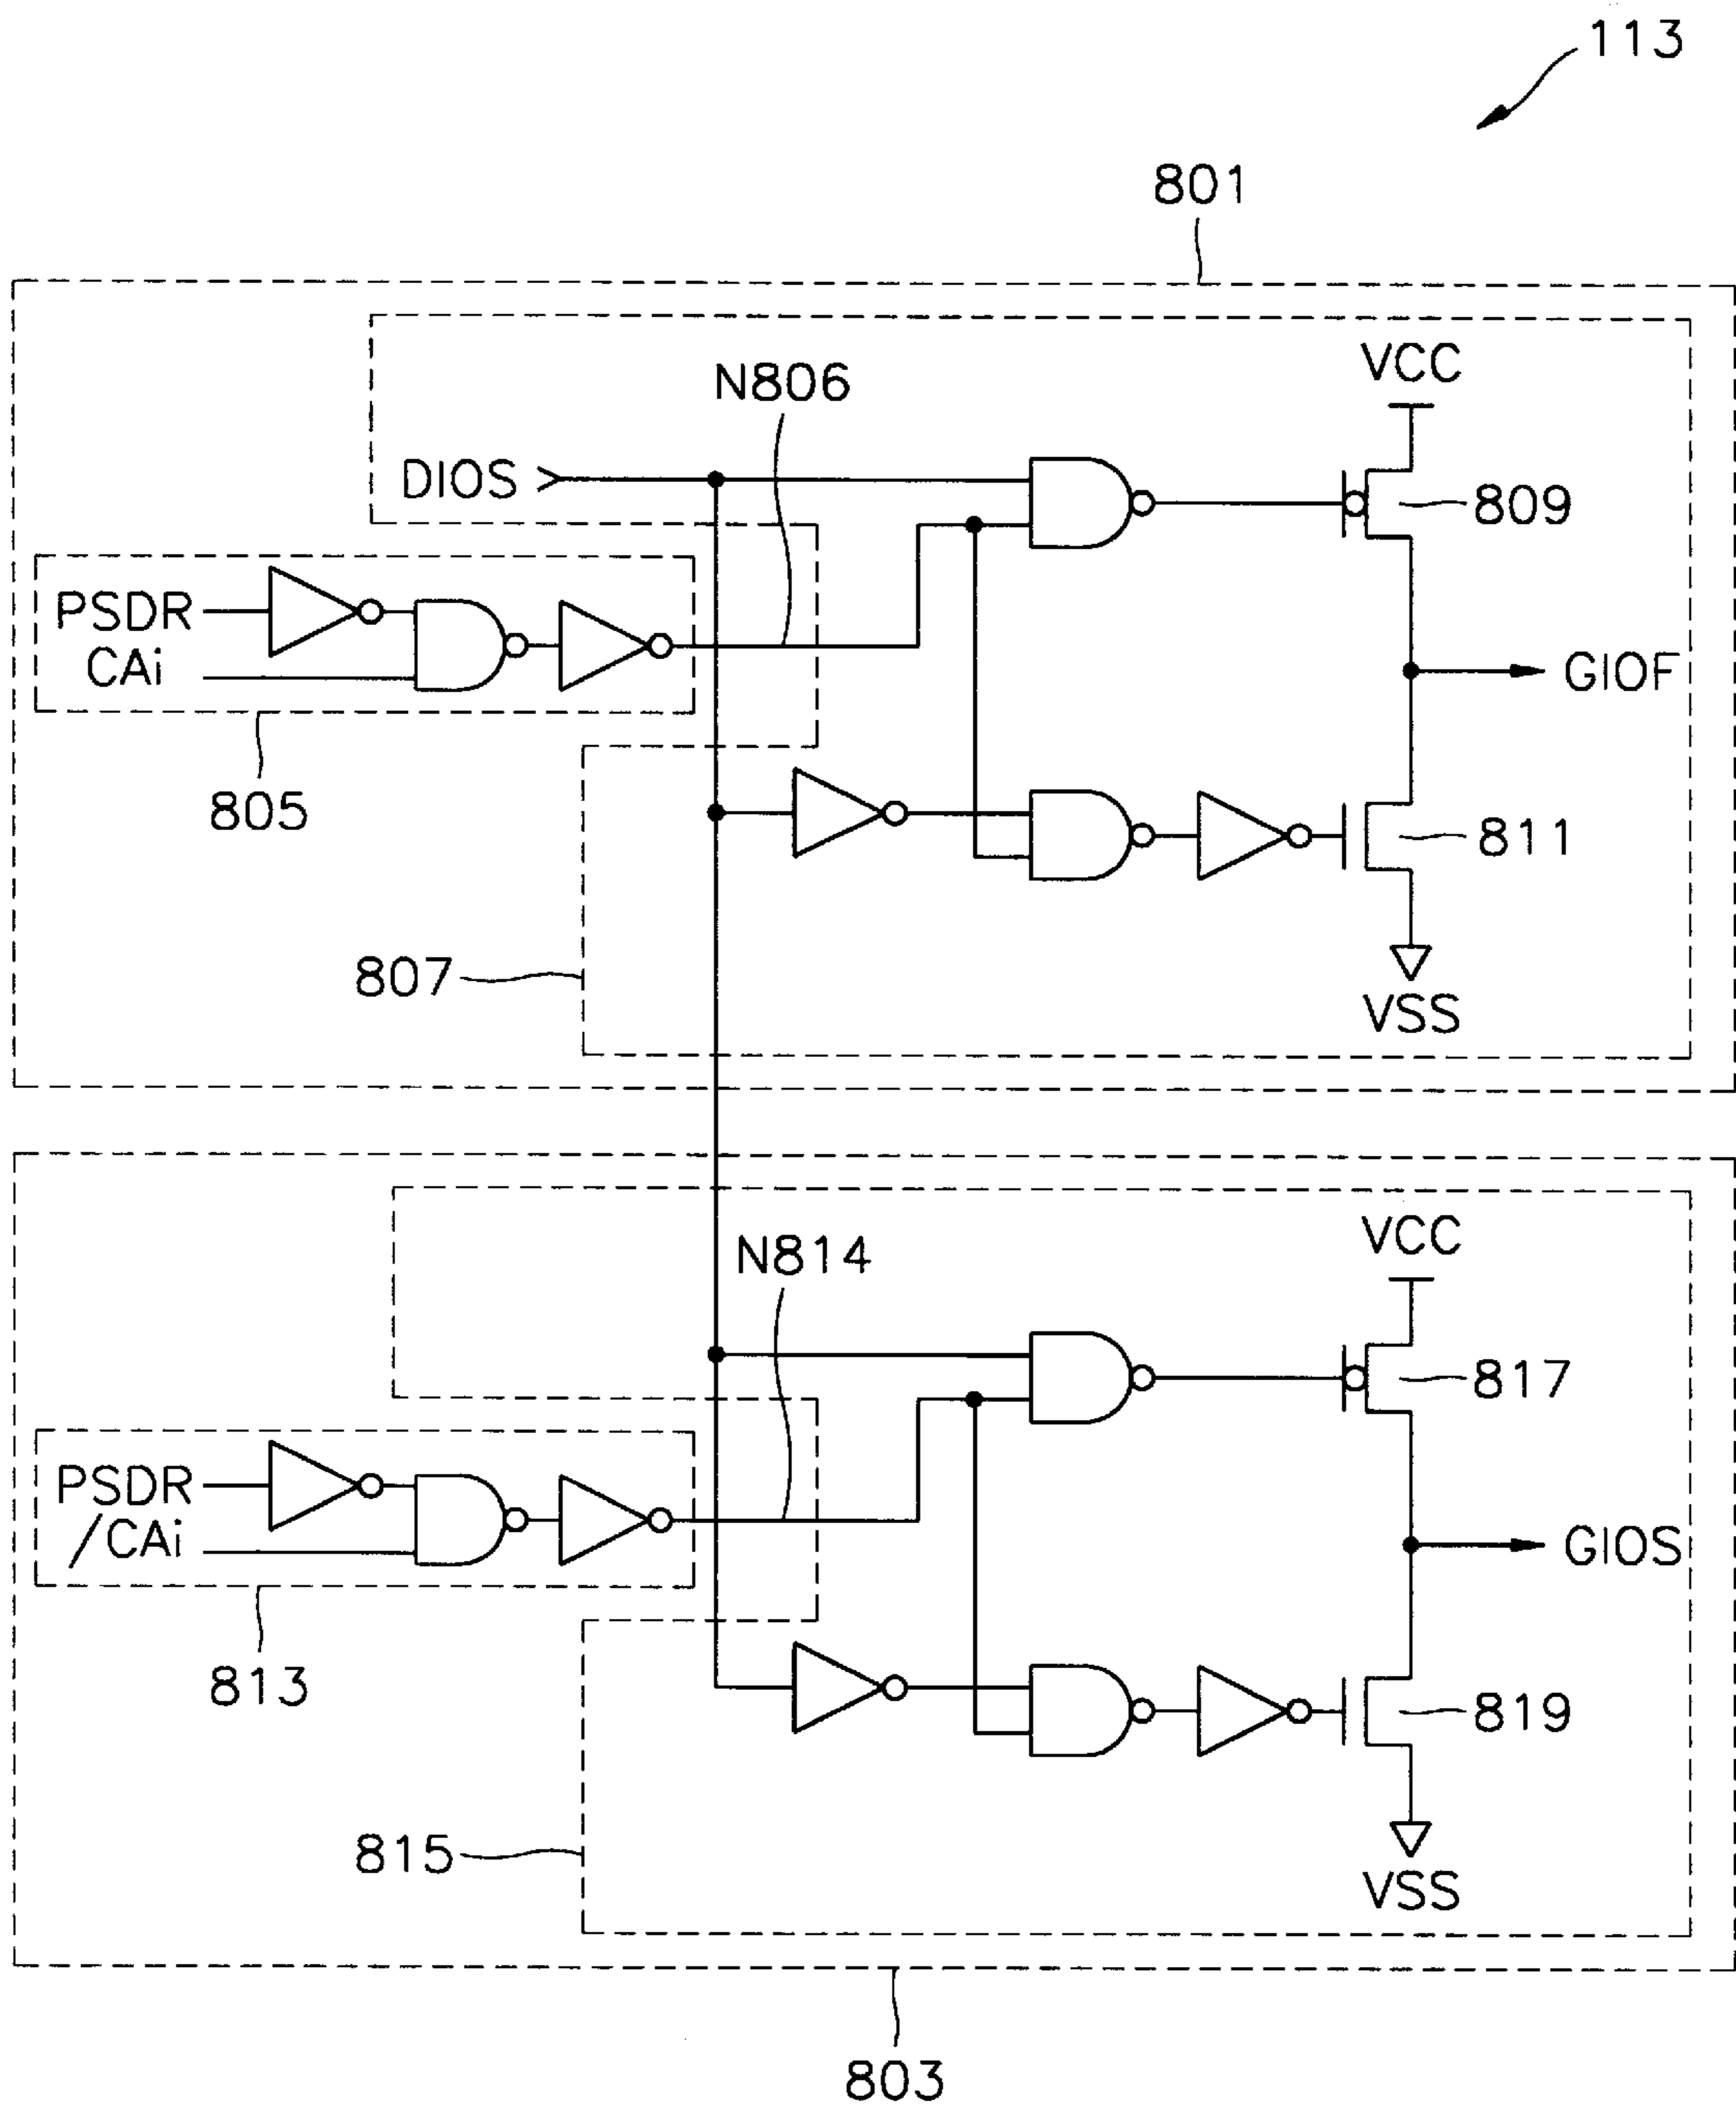 113
801
VCC
N806
DIOS
809
PSDR
CAi
GIOF
805
811
807
VSS
VCC
N814
817
PSDR
/CAi
GIOS
813
819
815
VSS
803